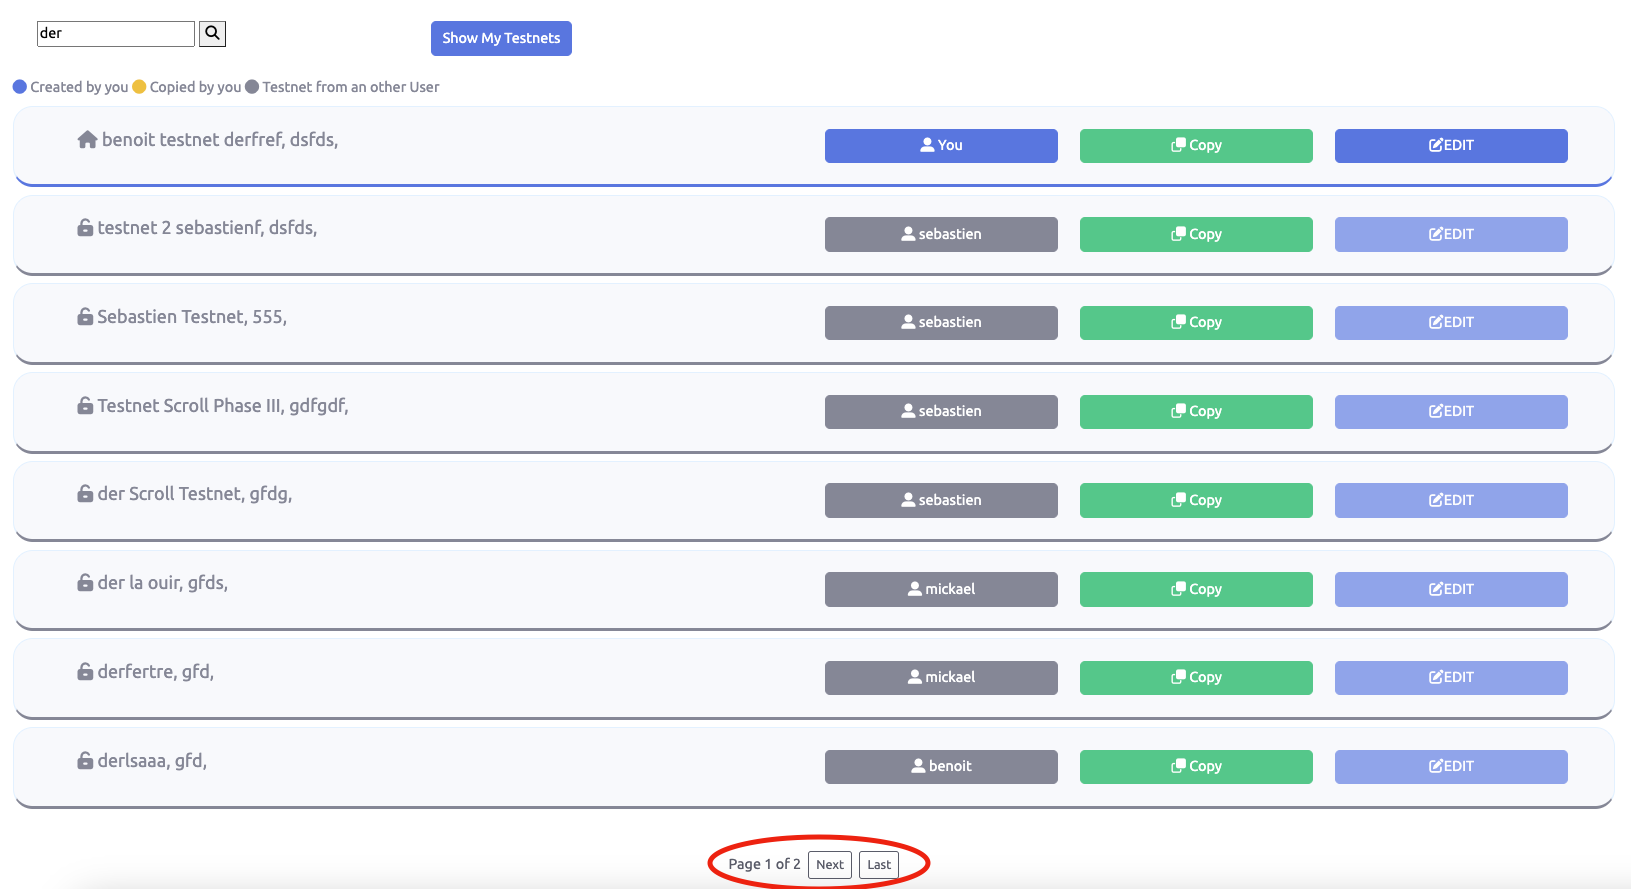 der
Show My Testnets
Created by you Copied by you Testnet from an other User
benoit testnet derfref, dsfds, You Copy EDIT
testnet 2 sebastienf, dsfds, sebastien Copy EDIT
Sebastien Testnet, 555, sebastien Copy EDIT
Testnet Scroll Phase III, gdfgdf, sebastien Copy EDIT
der Scroll Testnet, gfdg, sebastien Copy EDIT
der la ouir, gfds, mickael Copy EDIT
derfertre, gfd, mickael Copy EDIT
derlsaaa, gfd, benoit Copy EDIT
Page 1 of 2 Next Last